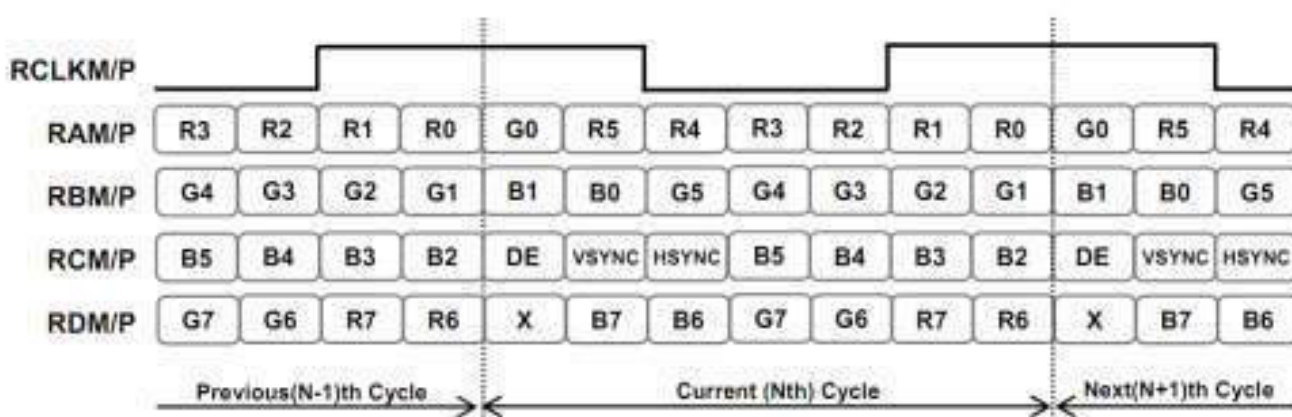 RCLKM/P
RAM/P R3 R2 R1 R0 G0 R5 R4 R3 R2 R1 R0 G0 R5 R4
RBM/P G4 G3 G2 G1 B1 B0 G5 G4 G3 G2 G1 B1 B0 G5
RCM/P B5 B4 B3 B2 DE VSYNC HSYNC B5 B4 B3 B2 DE VSYNC HSYNC
RDM/P G7 G6 R7 R6 X B7 B6 G7 G6 R7 R6 X B7 B6
Previous(N-1)th Cycle Current (Nth) Cycle Next(N+1)th Cycle